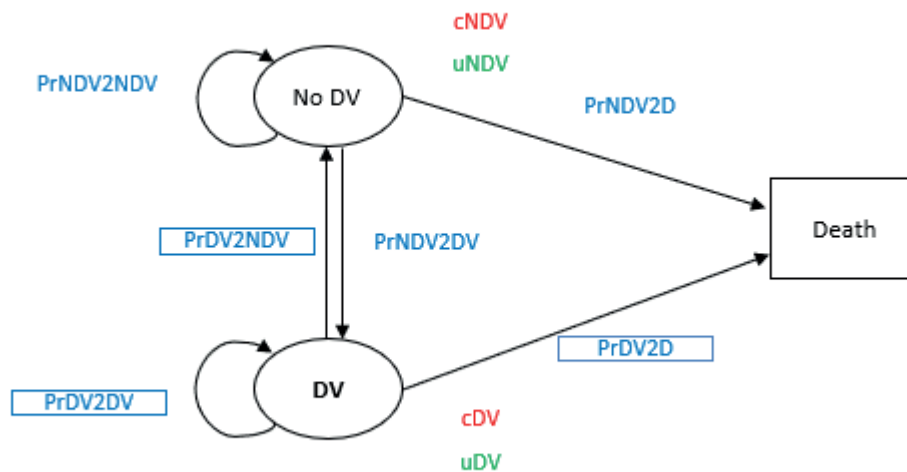 cNDV
uNDV
PrNDV2NDV
No DV
PrNDV2D
Death
PrDV2NDV
PrNDV2DV
PrDV2D
DV
PrDV2DV
cDV
uDV